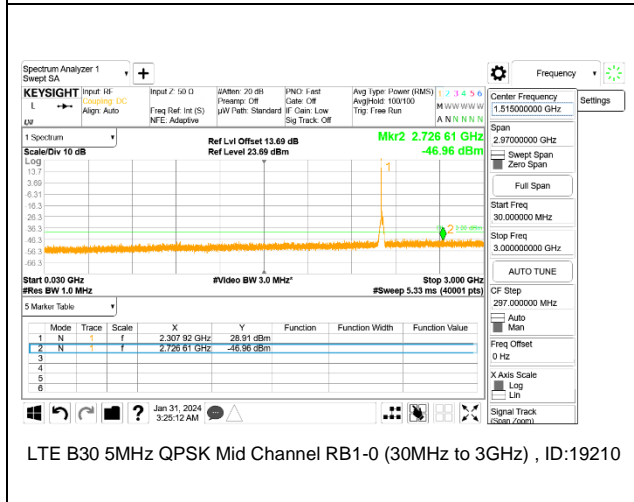 Spectrum Analyzer 1
Swept SA
+
Frequency
KEYSIGHT
Input: RF
Coupling: DC
Align: Auto
Input Z: 50 Ω
Freq Ref: Int (S)
NFE: Adaptive
#Atten: 20 dB
Preamp: Off
µW Path: Standard
PNO: Fast
Gate: Off
IF Gain: Low
Sig Track: Off
Avg Type: Power (RMS)
Avg|Hold: 100/100
Trig: Free Run
1 2 3 4 5 6
M W W W W W
A N N N N N
L
1 Spectrum
Scale/Div 10 dB
Ref Lvl Offset 13.69 dB
Ref Level 23.69 dBm
Mkr2 2.726 61 GHz
-46.96 dBm
Log
13.7
3.69
-6.31
-16.3
-26.3
-36.3
-46.3
-56.3
-66.3
1
2
Start 0.030 GHz
#Res BW 1.0 MHz
#Video BW 3.0 MHz*
Stop 3.000 GHz
#Sweep 5.33 ms (40001 pts)
5 Marker Table
Mode Trace Scale X Y Function Function Width Function Value
1 N 1 f 2.307 92 GHz 28.91 dBm
2 N 1 f 2.726 61 GHz -46.96 dBm
3
4
5
6
Center Frequency
1.515000000 GHz
Settings
Span
2.97000000 GHz
Swept Span
Zero Span
Full Span
Start Freq
30.000000 MHz
Stop Freq
3.000000000 GHz
AUTO TUNE
CF Step
297.000000 MHz
Auto
Man
Freq Offset
0 Hz
X Axis Scale
Log
Lin
Signal Track
(Span Zoom)
?
Jan 31, 2024
3:25:12 AM
LTE B30 5MHz QPSK Mid Channel RB1-0 (30MHz to 3GHz) , ID:19210